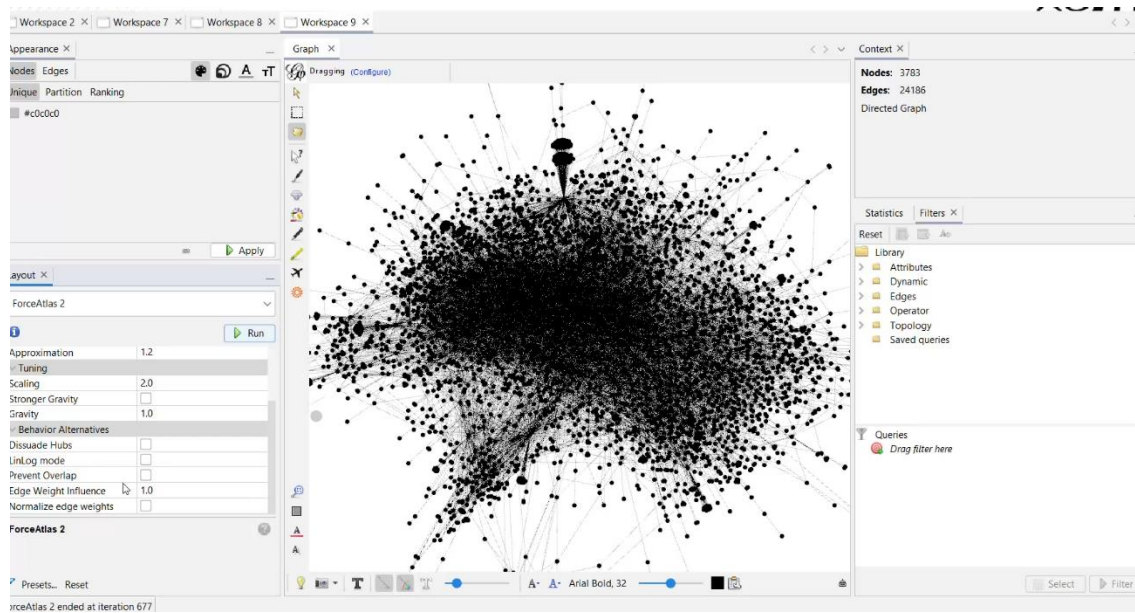 Workspace 2 × Workspace 7 × Workspace 8 × Workspace 9 ×
Appearance ×
Nodes Edges
Unique Partition Ranking
#c0c0c0
Apply
Layout ×
ForceAtlas 2
Run
Approximation 1.2
Tuning
Scaling 2.0
Stronger Gravity
Gravity 1.0
Behavior Alternatives
Dissuade Hubs
LinLog mode
Prevent Overlap
Edge Weight Influence 1.0
Normalize edge weights
ForceAtlas 2
Presets... Reset
ForceAtlas 2 ended at iteration 677
Graph ×
Dragging (Configure)
A- A- Arial Bold, 32
Context ×
Nodes: 3783
Edges: 24186
Directed Graph
Statistics Filters ×
Reset
Library
Attributes
Dynamic
Edges
Operator
Topology
Saved queries
Queries
Drag filter here
Select Filter